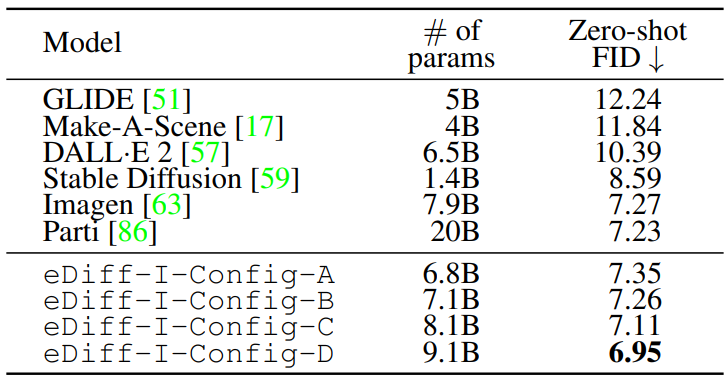 Model # of params Zero-shot FID ↓
GLIDE [51] 5B 12.24
Make-A-Scene [17] 4B 11.84
DALL·E 2 [57] 6.5B 10.39
Stable Diffusion [59] 1.4B 8.59
Imagen [63] 7.9B 7.27
Parti [86] 20B 7.23
eDiff-I-Config-A 6.8B 7.35
eDiff-I-Config-B 7.1B 7.26
eDiff-I-Config-C 8.1B 7.11
eDiff-I-Config-D 9.1B 6.95